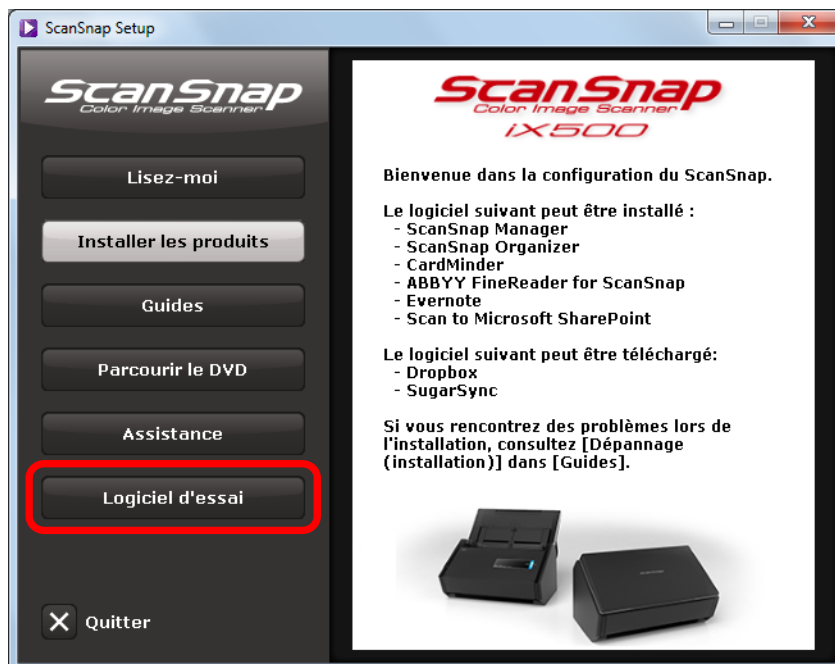 ScanSnap Setup
ScanSnap
Color Image Scanner
Lisez-moi
Installer les produits
Guides
Parcourir le DVD
Assistance
Logiciel d'essai
Quitter
ScanSnap
Color Image Scanner
iX500
Bienvenue dans la configuration du ScanSnap.
Le logiciel suivant peut être installé :
- ScanSnap Manager
- ScanSnap Organizer
- CardMinder
- ABBYY FineReader for ScanSnap
- Evernote
- Scan to Microsoft SharePoint
Le logiciel suivant peut être téléchargé:
- Dropbox
- SugarSync
Si vous rencontrez des problèmes lors de
l'installation, consultez [Dépannage
(installation)] dans [Guides].